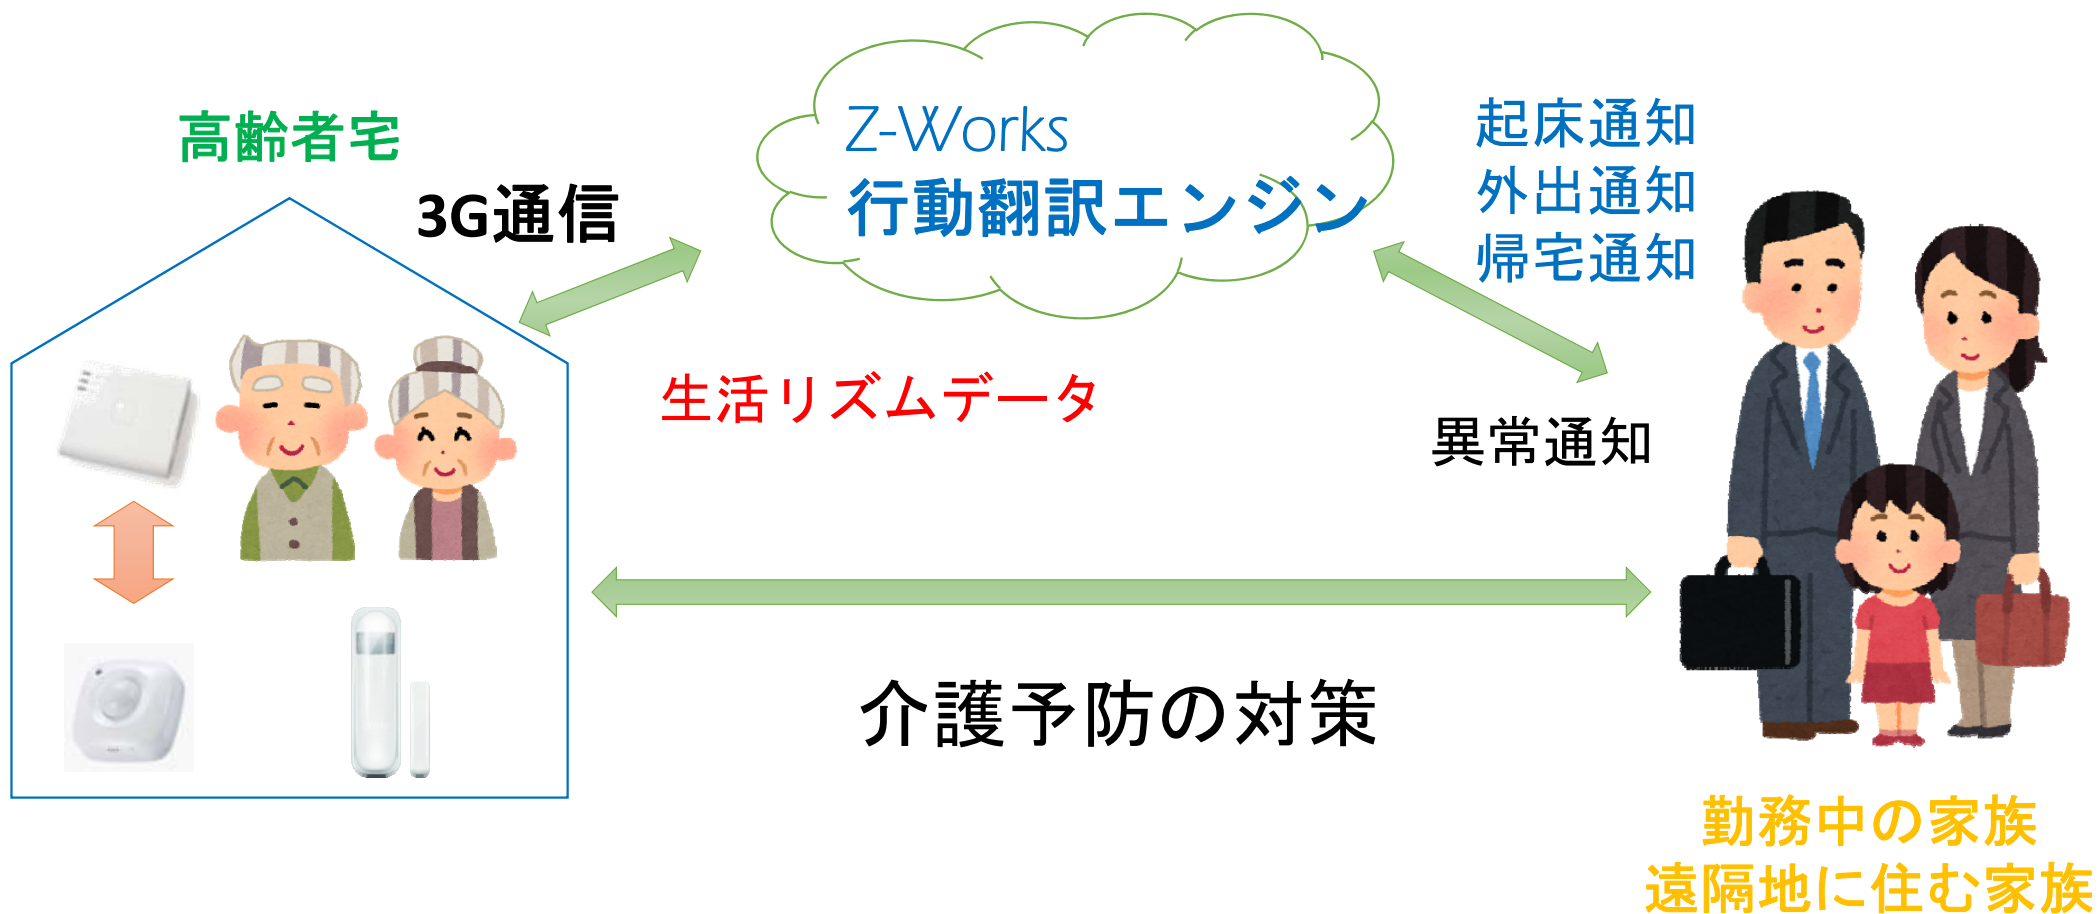 高齢者宅
3G通信
Z-Works
行動翻訳エンジン
起床通知
外出通知
帰宅通知
生活リズムデータ
異常通知
介護予防の対策
勤務中の家族
遠隔地に住む家族